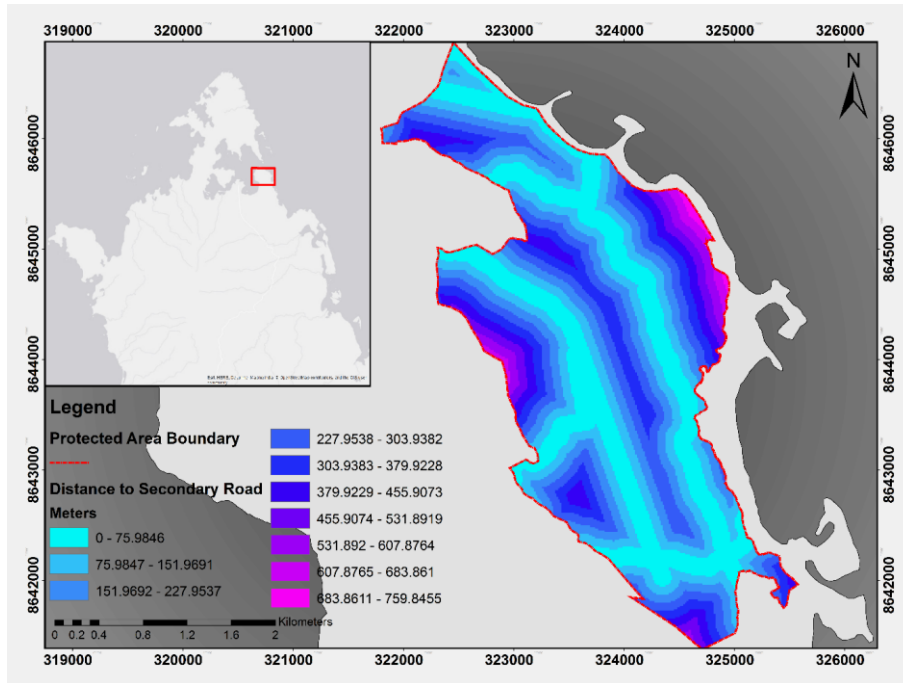 319000 320000 321000 322000 323000 324000 325000 326000
N
8646000 8646000
8645000 8645000
8644000 8644000
8643000 8643000
8642000 8642000
Legend
Protected Area Boundary
Distance to Secondary Road
Meters
0 - 75.9846
75.9847 - 151.9691
151.9692 - 227.9537
227.9538 - 303.9382
303.9383 - 379.9228
379.9229 - 455.9073
455.9074 - 531.8919
531.892 - 607.8764
607.8765 - 683.861
683.8611 - 759.8455
Kilometers
0 0.2 0.4 0.8 1.2 1.6 2
319000 320000 321000 322000 323000 324000 325000 326000